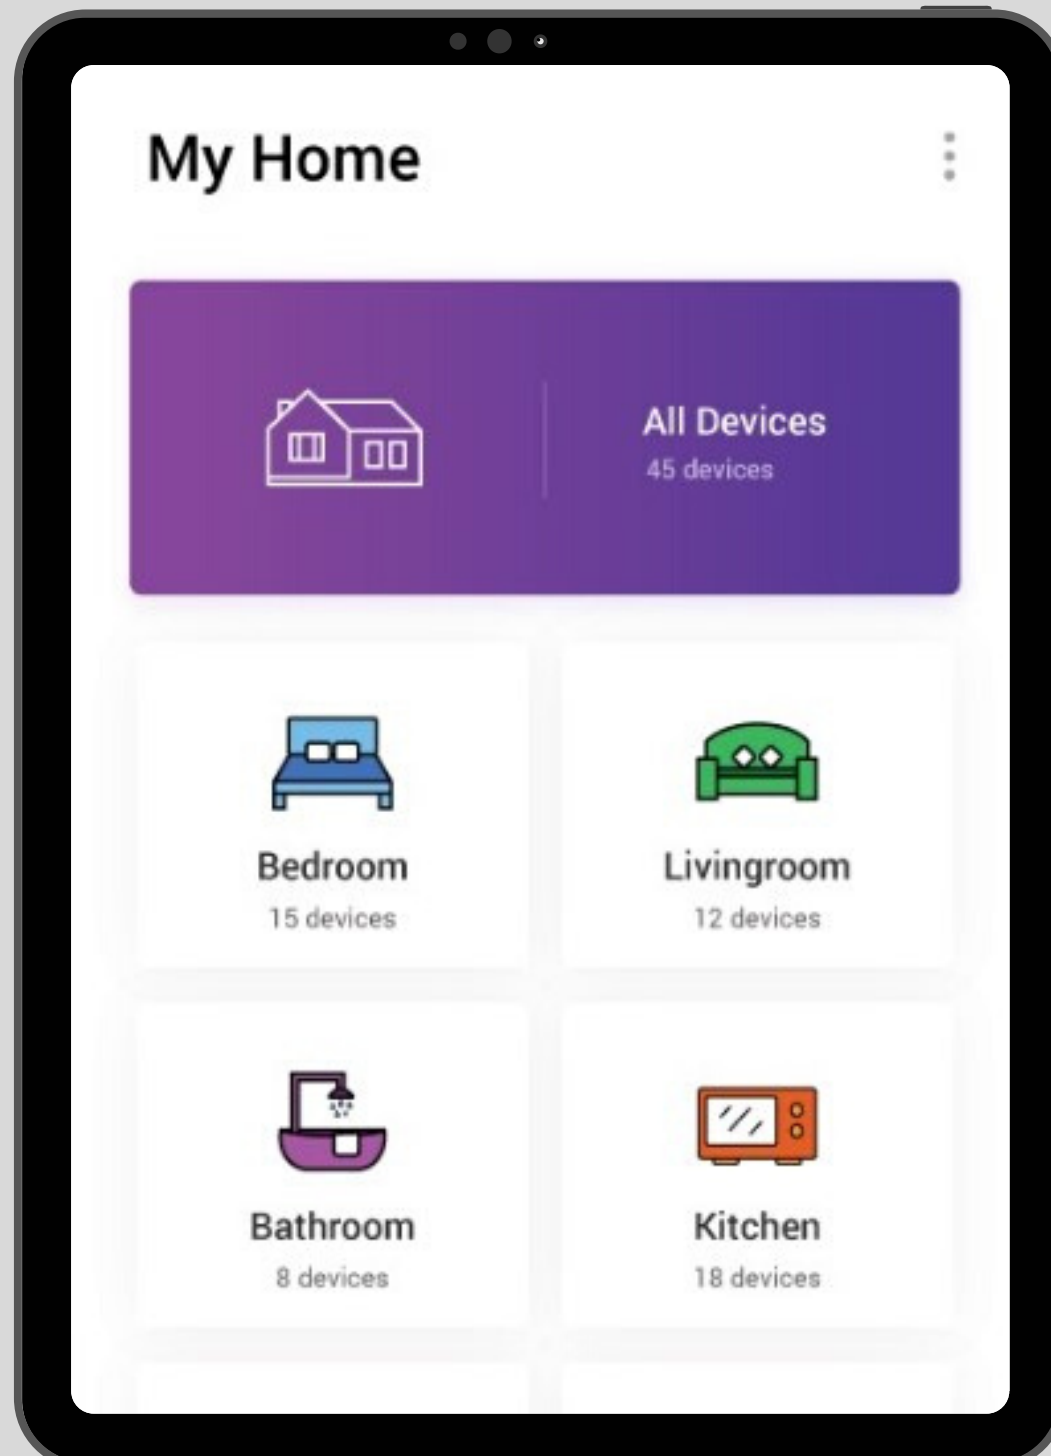 My Home
All Devices
45 devices
Bedroom
15 devices
Livingroom
12 devices
Bathroom
8 devices
Kitchen
18 devices